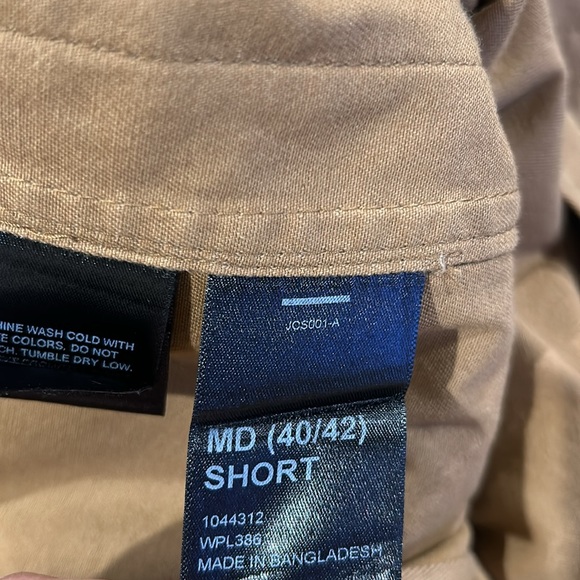 HINE WASH COLD WITH
E COLORS. DO NOT
CH. TUMBLE DRY LOW.
JCS001-A
MD (40/42)
SHORT
1044312
WPL386
MADE IN BANGLADESH